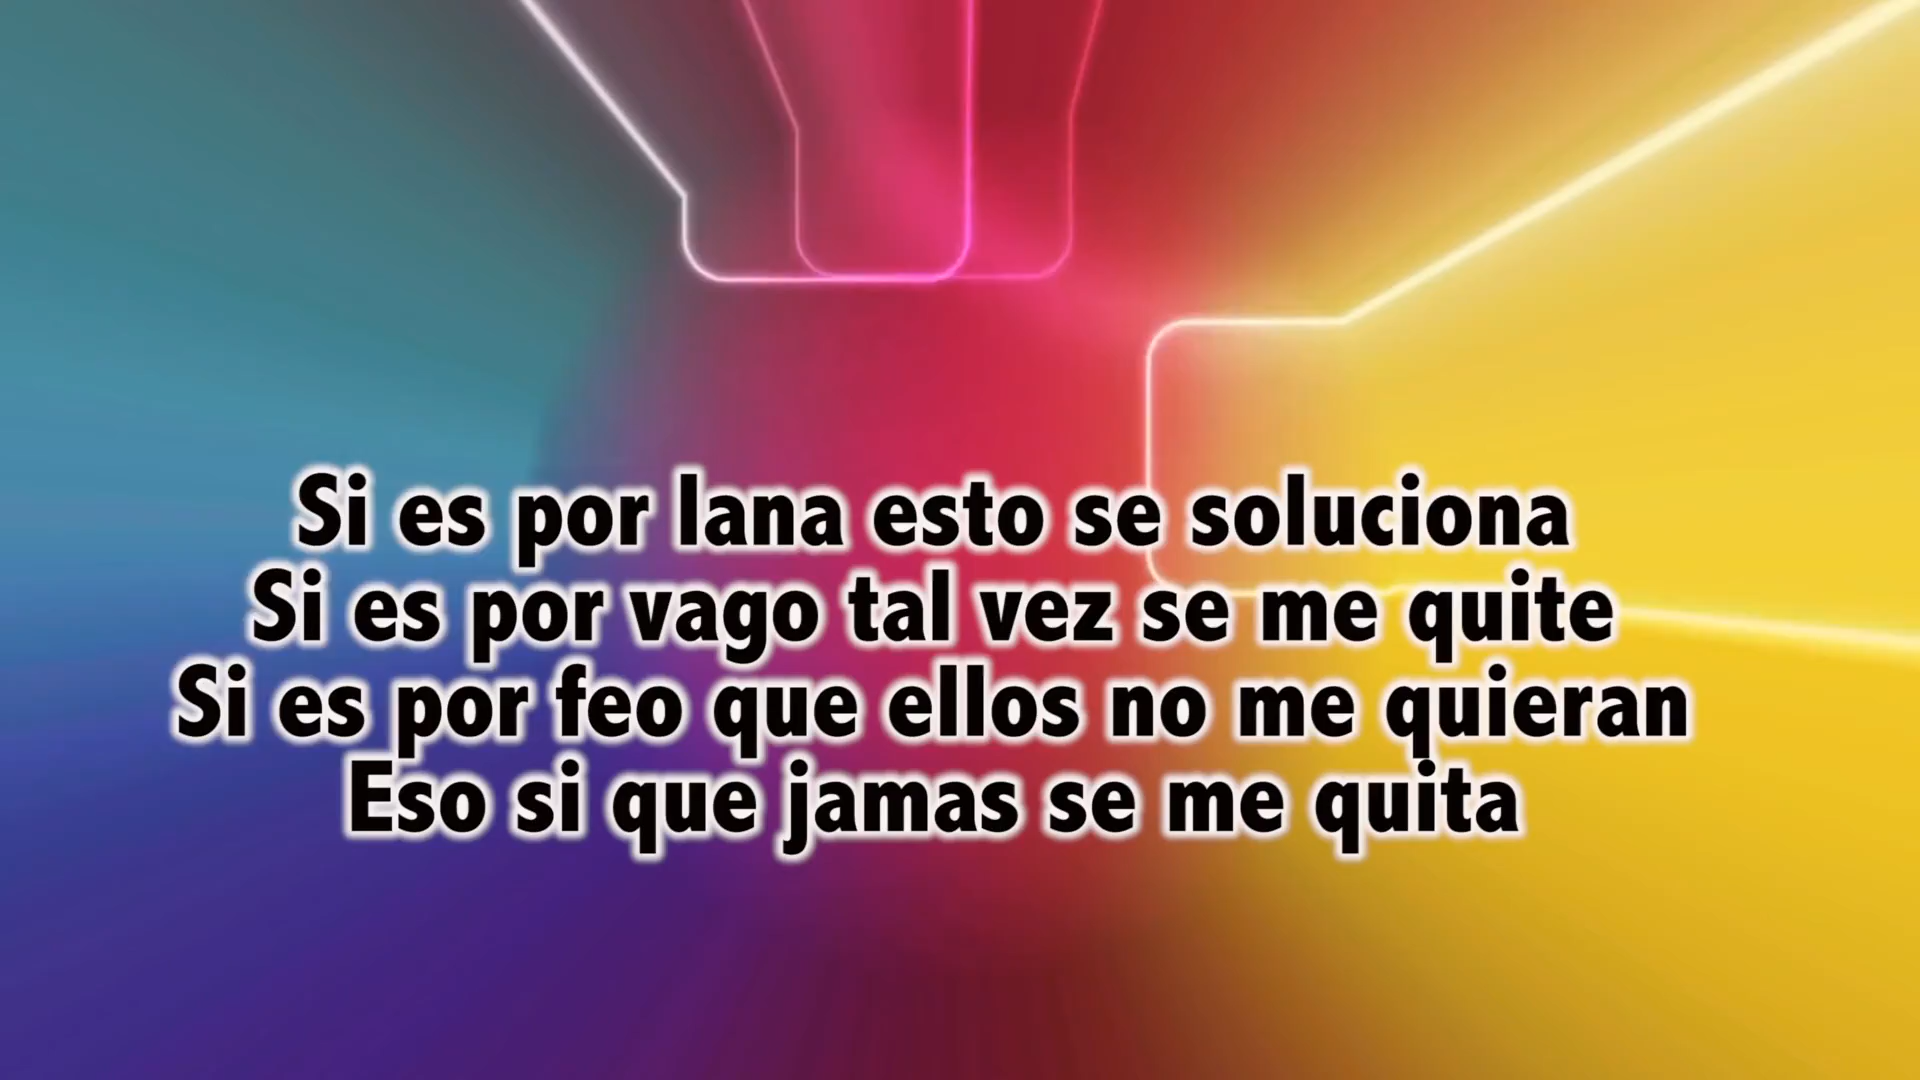 Si es por lana esto se soluciona
Si es por vago tal vez se me quite
Si es por feo que ellos no me quieran
Eso si que jamas se me quita